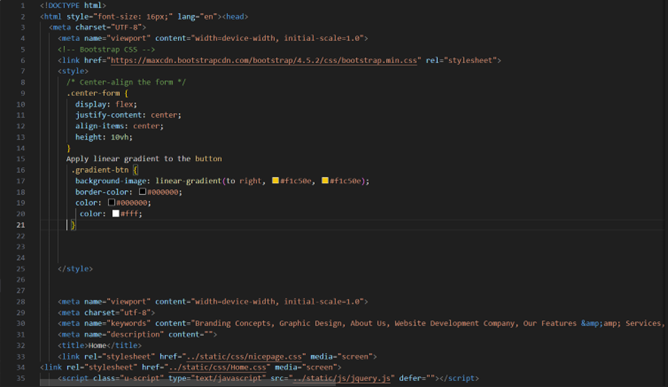 1 <!DOCTYPE html>
2 <html style="font-size: 16px;" lang="en"><head>
3 <meta charset="UTF-8">
4 <meta name="viewport" content="width=device-width, initial-scale=1.0">
5 <!-- Bootstrap CSS -->
6 <link href="https://maxcdn.bootstrapcdn.com/bootstrap/4.5.2/css/bootstrap.min.css" rel="stylesheet">
7 <style>
8 /* Center-align the form */
9 .center-form {
10 display: flex;
11 justify-content: center;
12 align-items: center;
13 height: 10vh;
14 }
15 Apply linear gradient to the button
16 .gradient-btn {
17 background-image: linear-gradient(to right, #f1c50e, #f1c50e);
18 border-color: #000000;
19 color: #000000;
20 color: #fff;
21 }
22
23
24
25 </style>
26
27
28 <meta name="viewport" content="width=device-width, initial-scale=1.0">
29 <meta charset="utf-8">
30 <meta name="keywords" content="Branding Concepts, Graphic Design, About Us, Website Development Company, Our Features &amp;amp; Services,
31 <meta name="description" content="">
32 <title>Home</title>
33 <link rel="stylesheet" href="../static/css/nicepage.css" media="screen">
34 <link rel="stylesheet" href="../static/css/Home.css" media="screen">
35 <script class="u-script" type="text/javascript" src="../static/js/jquery.js" defer=""></script>